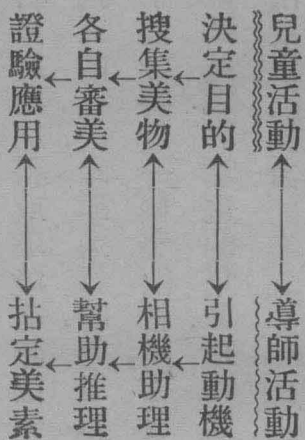 兒童活動
導師活動
決定目的
引起動機
搜集美物
相機助理
各自審美
幫助推理
證驗應用
拈定美素